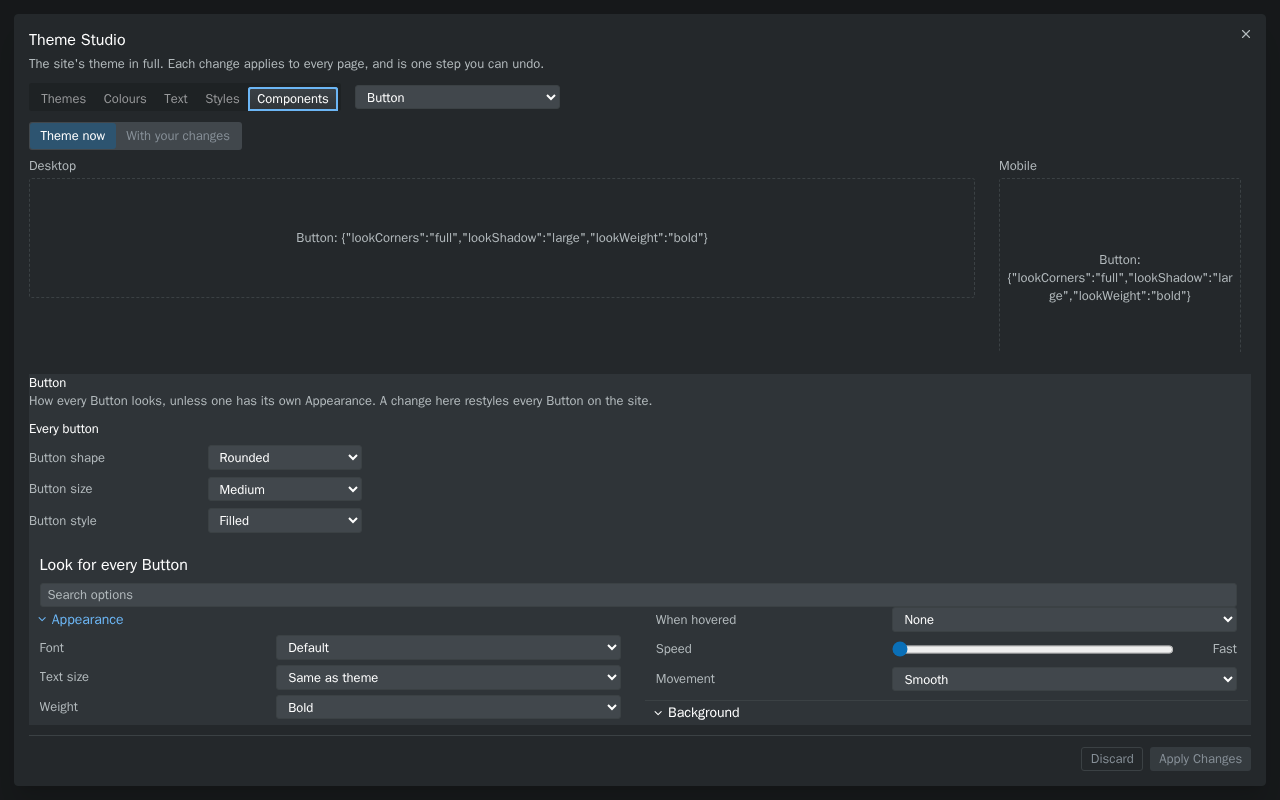 Theme Studio
The site's theme in full. Each change applies to every page, and is one step you can undo.
Themes Colours Text Styles Components Button
Theme now With your changes
Desktop Mobile
Button: {"lookCorners":"full","lookShadow":"large","lookWeight":"bold"}
Button:
{"lookCorners":"full","lookShadow":"lar
ge","lookWeight":"bold"}
Button
How every Button looks, unless one has its own Appearance. A change here restyles every Button on the site.
Every button
Button shape Rounded
Button size Medium
Button style Filled
Look for every Button
Search options
Appearance
Font Default
Text size Same as theme
Weight Bold
When hovered None
Speed Fast
Movement Smooth
Background
Discard Apply Changes